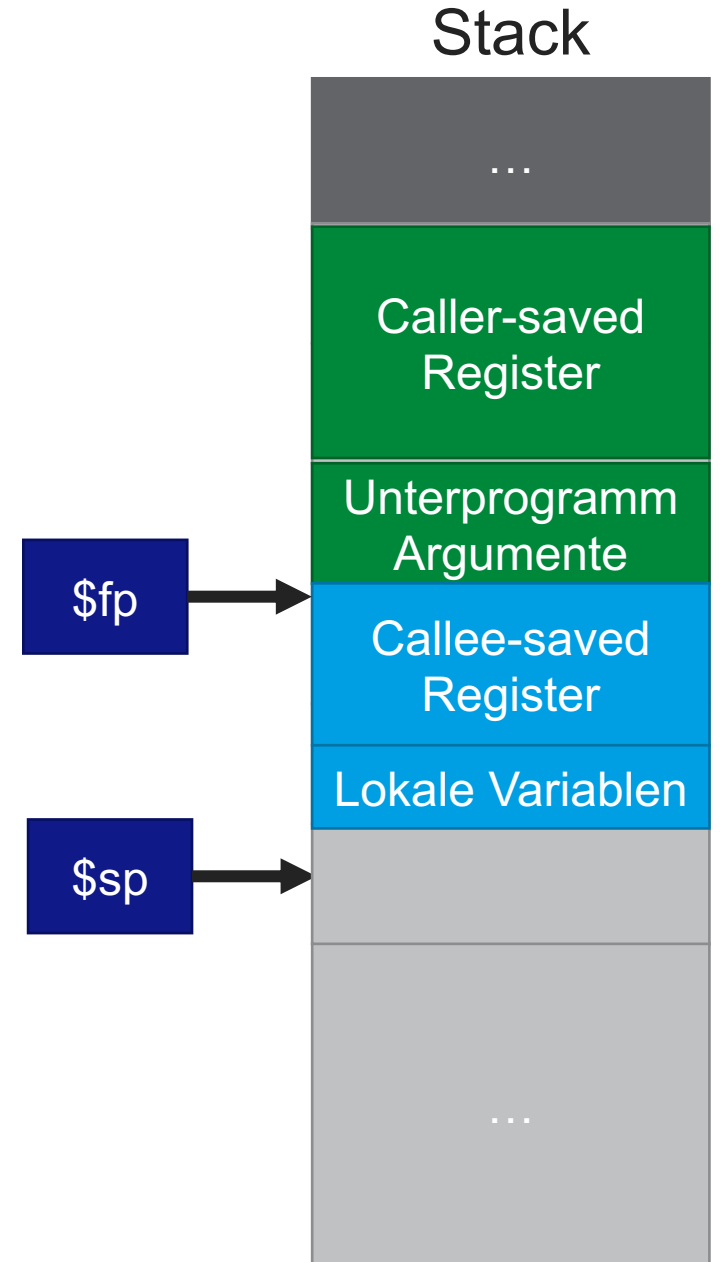 Stack
...
Caller-saved
Register
Unterprogramm
Argumente
$fp
Callee-saved
Register
Lokale Variablen
$sp
...